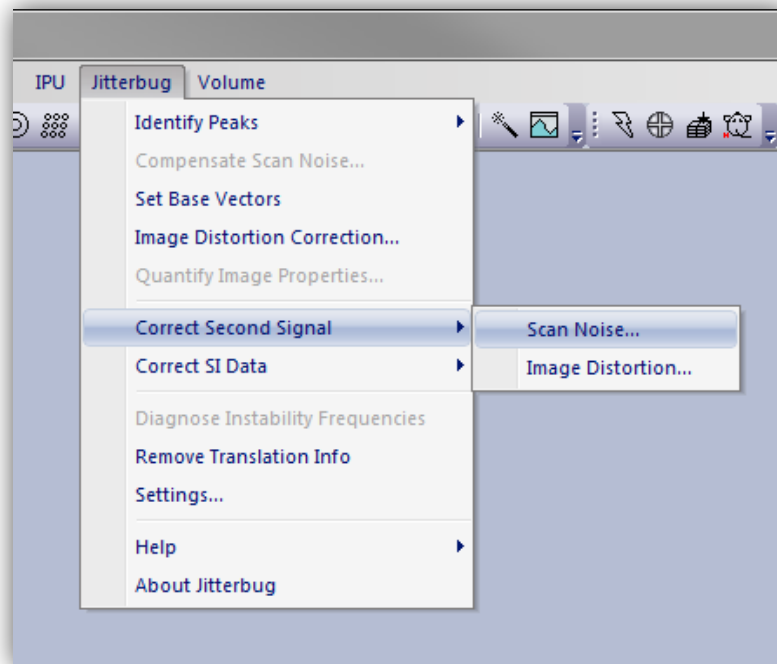 IPU Jitterbug Volume
Identify Peaks
Compensate Scan Noise...
Set Base Vectors
Image Distortion Correction...
Quantify Image Properties...
Correct Second Signal
Scan Noise...
Correct SI Data
Image Distortion...
Diagnose Instability Frequencies
Remove Translation Info
Settings...
Help
About Jitterbug